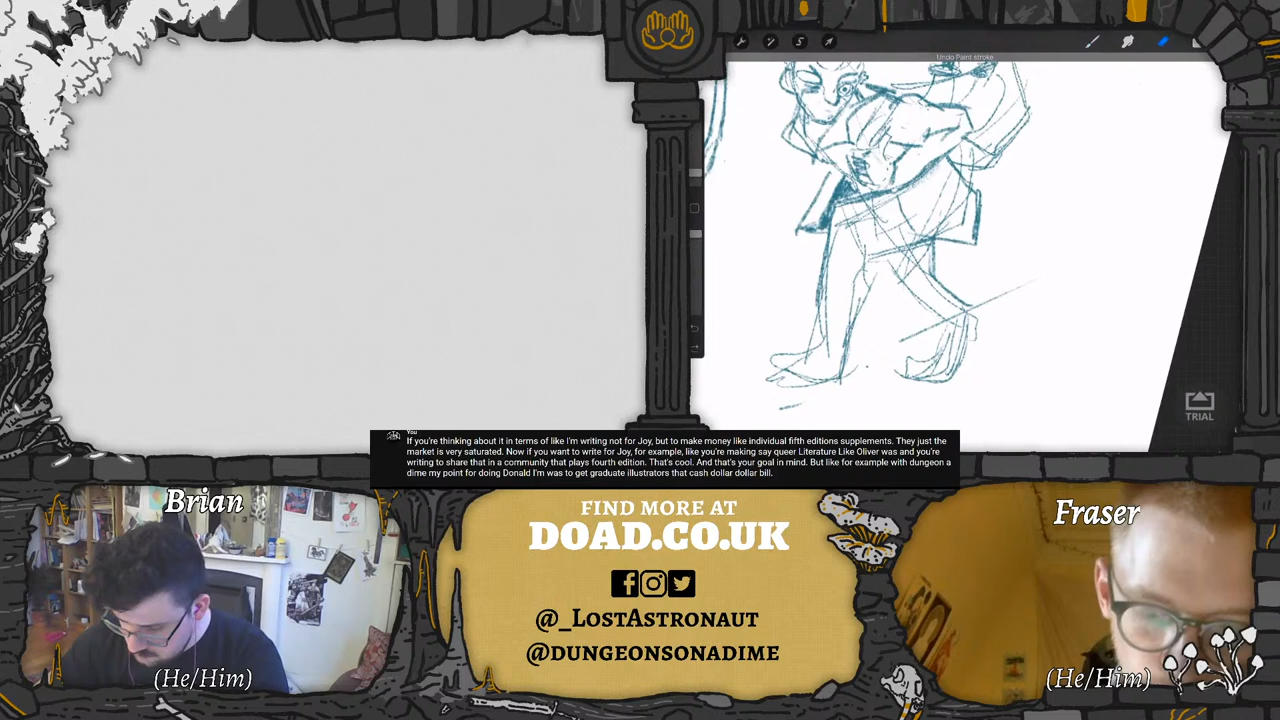 Undo Paint stroke
TRIAL
You
If you're thinking about it in terms of like I'm writing not for Joy, but to make money like individual fifth editions supplements. They just the
market is very saturated. Now if you want to write for Joy, for example, like you're making say queer Literature Like Oliver was and you're
writing to share that in a community that plays fourth edition. That's cool. And that's your goal in mind. But like for example with dungeon a
dime my point for doing Donald I'm was to get graduate illustrators that cash dollar dollar bill.
Brian
(He/Him)
FIND MORE AT
DOAD.CO.UK
@_LOSTASTRONAUT
@DUNGEONSONADIME
Fraser
(He/Him)